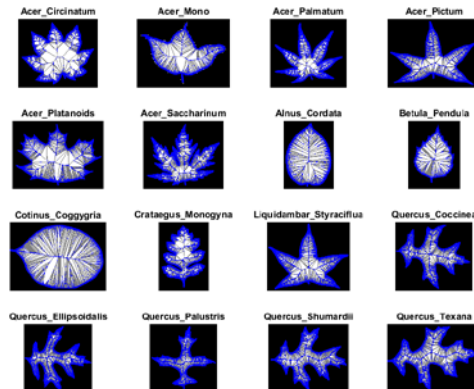 Acer_Circinatum Acer_Mono Acer_Palmatum Acer_Pictum
Acer_Platanoids Acer_Saccharinum Alnus_Cordata Betula_Pendula
Cotinus_Coggygria Crataegus_Monogyna Liquidambar_Styraciflua Quercus_Coccinea
Quercus_Ellipsoidalis Quercus_Palustris Quercus_Shumardii Quercus_Texana